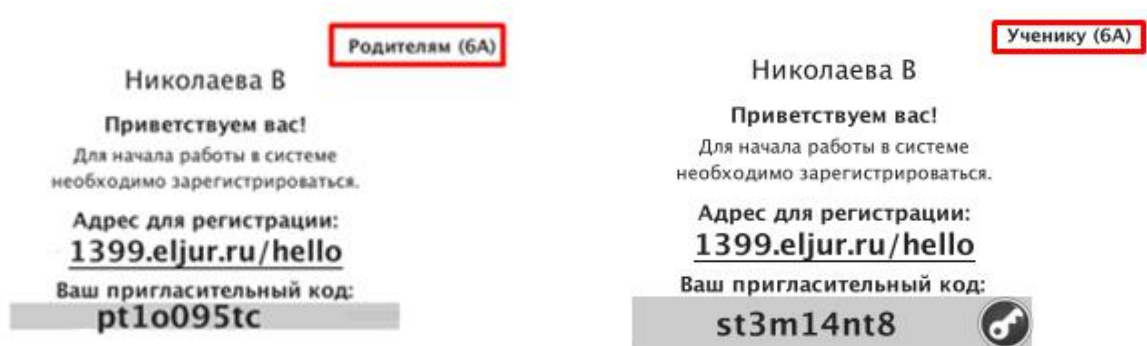 Родителям (6А)
Николаева В
Приветствуем вас!
Для начала работы в системе
необходимо зарегистрироваться.
Адрес для регистрации:
1399.eljur.ru/hello
Ваш пригласительный код:
pt1o095tc
Ученику (6А)
Николаева В
Приветствуем вас!
Для начала работы в системе
необходимо зарегистрироваться.
Адрес для регистрации:
1399.eljur.ru/hello
Ваш пригласительный код:
st3m14nt8